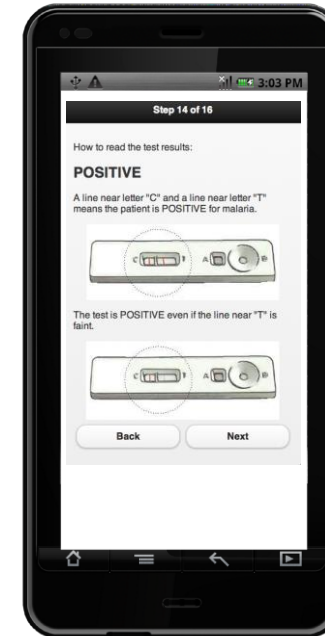 3:03 PM
Step 14 of 16
How to read the test results:
POSITIVE
A line near letter "C" and a line near letter "T"
means the patient is POSITIVE for malaria.
C T A B
The test is POSITIVE even if the line near "T" is
faint.
C T A B
Back Next